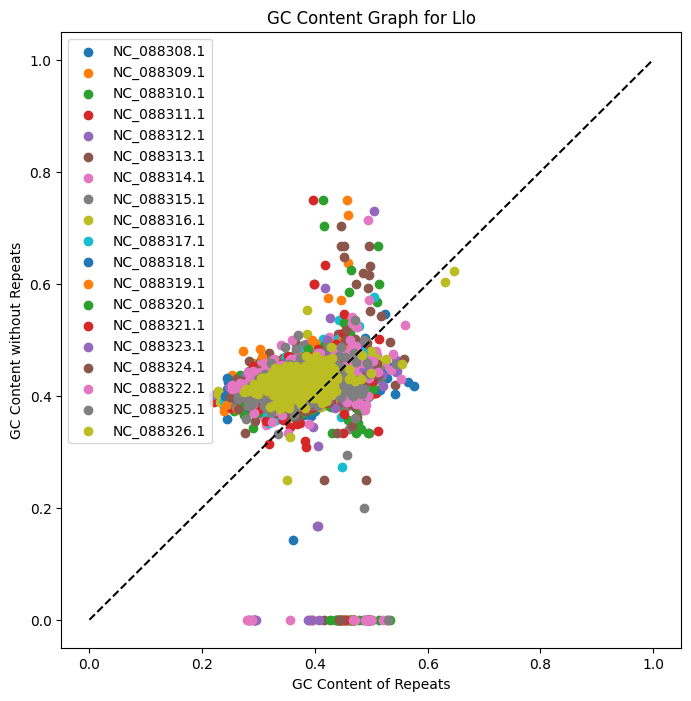 GC Content Graph for Llo
NC_088308.1
NC_088309.1
NC_088310.1
NC_088311.1
NC_088312.1
NC_088313.1
NC_088314.1
NC_088315.1
NC_088316.1
NC_088317.1
NC_088318.1
NC_088319.1
NC_088320.1
NC_088321.1
NC_088323.1
NC_088324.1
NC_088322.1
NC_088325.1
NC_088326.1
GC Content without Repeats
1.0
0.8
0.6
0.4
0.2
0.0
0.0 0.2 0.4 0.6 0.8 1.0
GC Content of Repeats